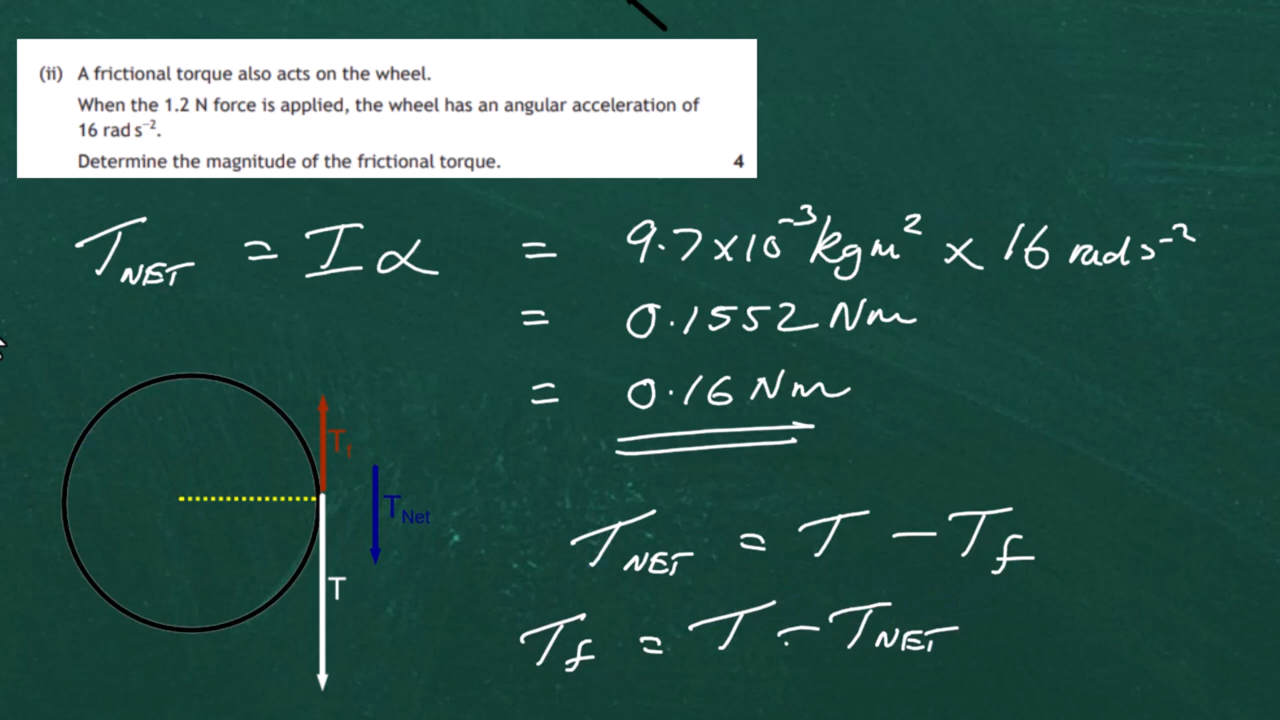 (ii) A frictional torque also acts on the wheel.
When the 1.2 N force is applied, the wheel has an angular acceleration of
16 rad s⁻².
Determine the magnitude of the frictional torque. 4
T_NET = Iα = 9.7×10⁻³ kgm² × 16 rad s⁻²
= 0.1552 Nm
= 0.16 Nm
T_f
T_Net
T
T_NET = T − T_f
T_f = T − T_NET